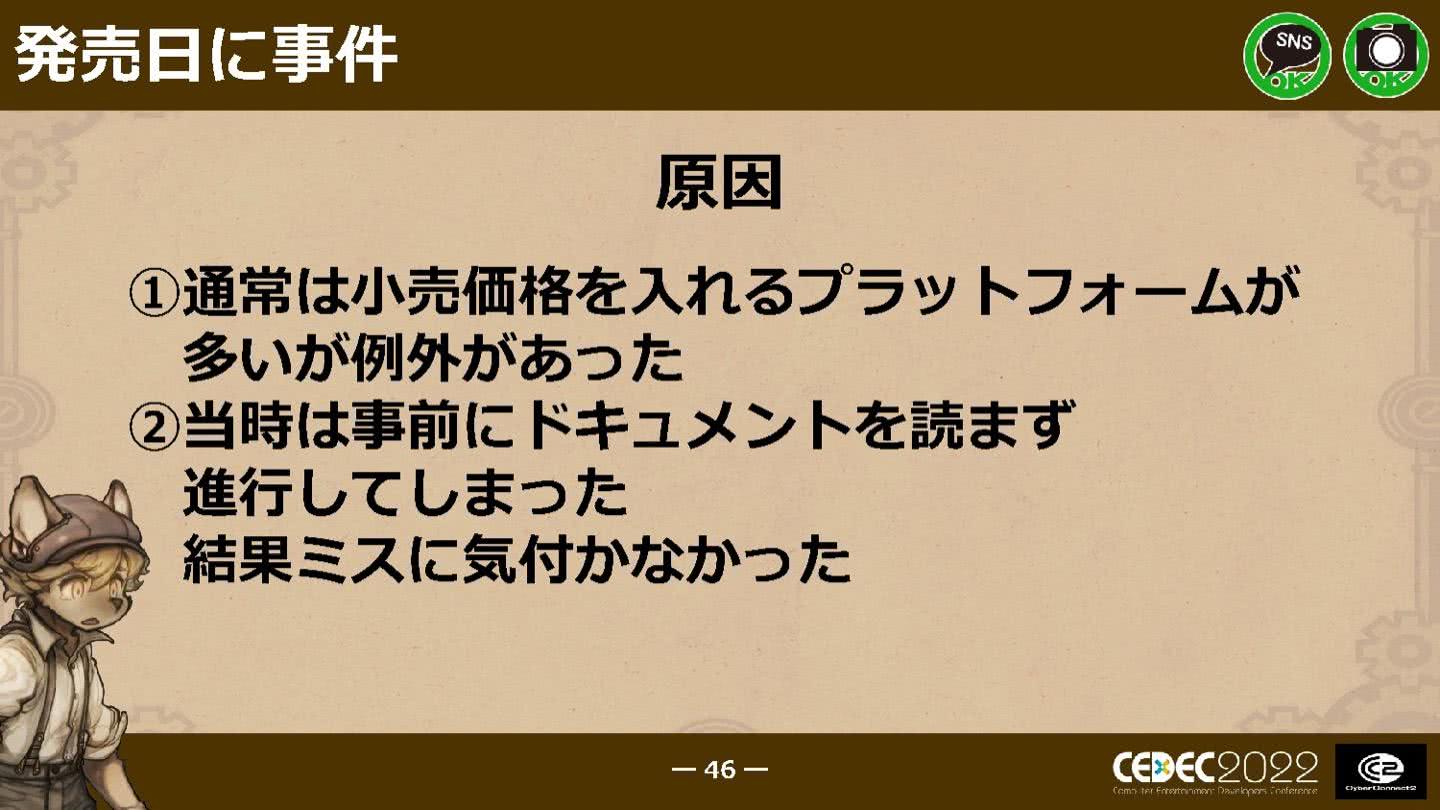 発売日に事件
SNS
OK
OK
原因
①通常は小売価格を入れるプラットフォームが
多いが例外があった
②当時は事前にドキュメントを読まず
進行してしまった
結果ミスに気付かなかった
― 46 ―
CEDEC2022
Computer Entertainment Developers Conference
CyberConnect2